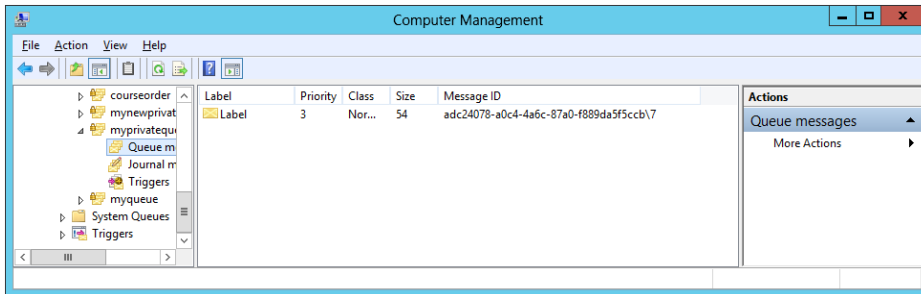 Computer Management
File Action View Help
courseorder
mynewprivat
myprivatequ
Queue m
Journal m
Triggers
myqueue
System Queues
Triggers
Label Priority Class Size Message ID
Label 3 Nor... 54 adc24078-a0c4-4a6c-87a0-f889da5f5ccb\7
Actions
Queue messages
More Actions